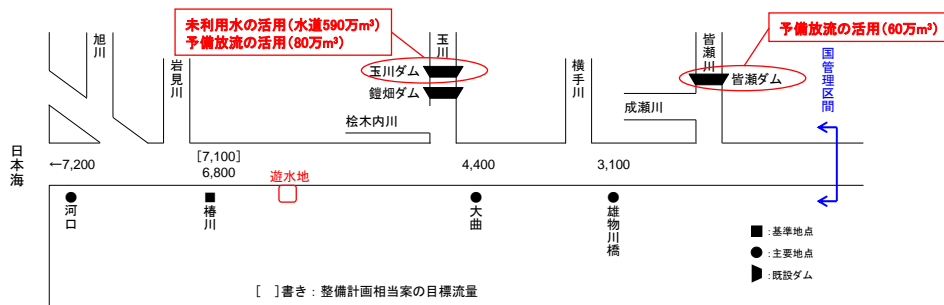 未利用水の活用(水道590万m³)
予備放流の活用(80万m³)
予備放流の活用(60万m³)
旭川
岩見川
玉川
玉川ダム
鎧畑ダム
桧木内川
横手川
成瀬川
皆瀬川
皆瀬ダム
国管理区間
日本海
←7,200
[7,100]
6,800
遊水地
4,400
3,100
河口
椿川
大曲
雄物川橋
■:基準地点
●:主要地点
:既設ダム
[ ]書き:整備計画相当案の目標流量